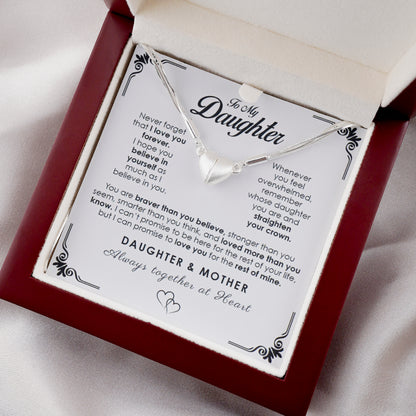 To My
Daughter
Never forget
that I love you
forever.
I hope you
believe in
yourself as
much as I
believe in you.
Whenever
you feel
overwhelmed,
remember
whose daughter
you are and
straighten
your crown.
You are braver than you believe, stronger than you
seem, smarter than you think, and loved more than you
know. I can't promise to be here for the rest of your life,
but I can promise to love you for the rest of mine.
DAUGHTER & MOTHER
Always together at Heart